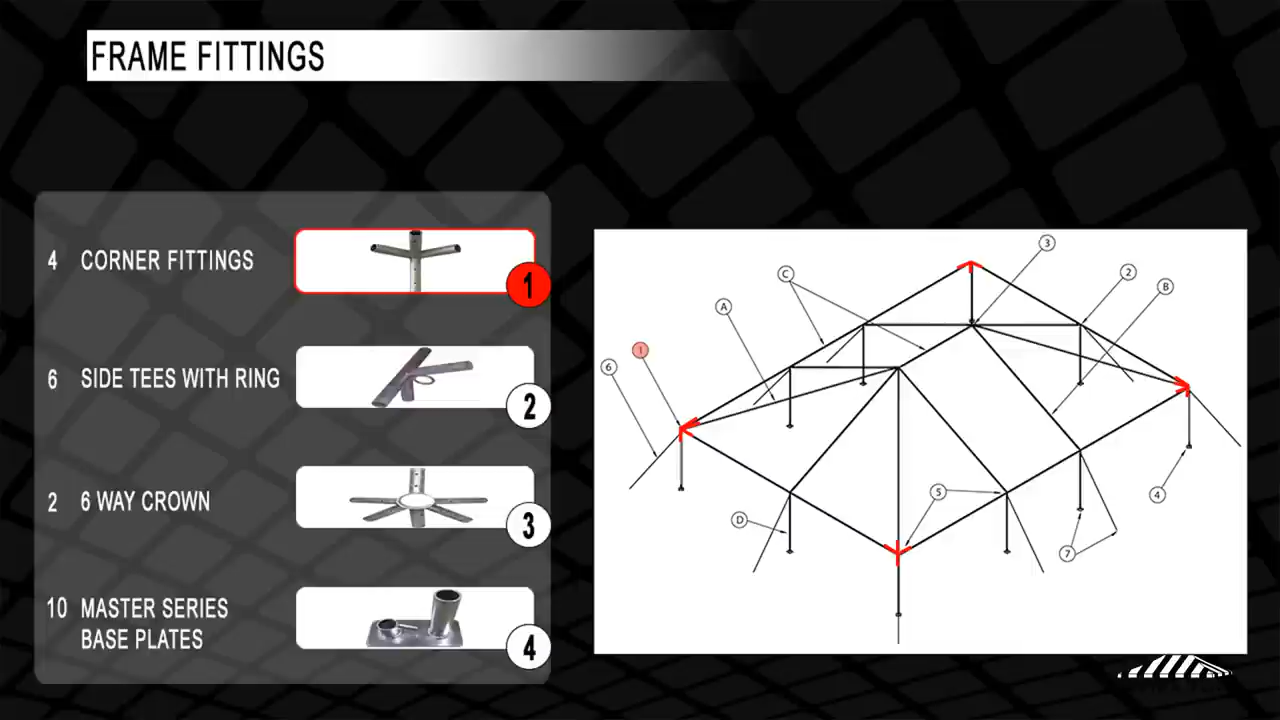 FRAME FITTINGS
4 CORNER FITTINGS 1
6 SIDE TEES WITH RING 2
2 6 WAY CROWN 3
10 MASTER SERIES
BASE PLATES 4
3
C
2
B
A
1
6
5
4
D
7